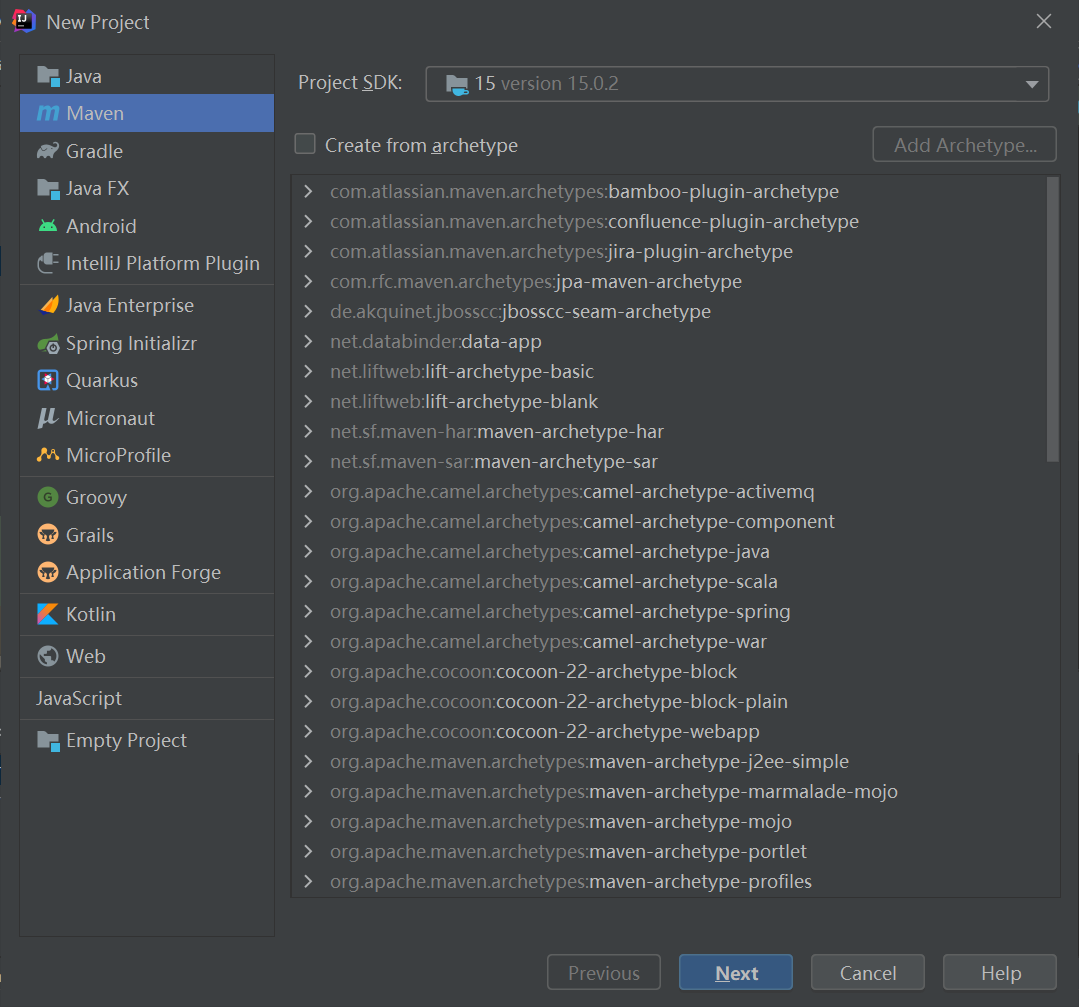 New Project
Java
Maven
Gradle
Java FX
Android
IntelliJ Platform Plugin
Java Enterprise
Spring Initializr
Quarkus
Micronaut
MicroProfile
Groovy
Grails
Application Forge
Kotlin
Web
JavaScript
Empty Project
Project SDK: 15 version 15.0.2
Create from archetype Add Archetype...
com.atlassian.maven.archetypes:bamboo-plugin-archetype
com.atlassian.maven.archetypes:confluence-plugin-archetype
com.atlassian.maven.archetypes:jira-plugin-archetype
com.rfc.maven.archetypes:jpa-maven-archetype
de.akquinet.jbosscc:jbosscc-seam-archetype
net.databinder:data-app
net.liftweb:lift-archetype-basic
net.liftweb:lift-archetype-blank
net.sf.maven-har:maven-archetype-har
net.sf.maven-sar:maven-archetype-sar
org.apache.camel.archetypes:camel-archetype-activemq
org.apache.camel.archetypes:camel-archetype-component
org.apache.camel.archetypes:camel-archetype-java
org.apache.camel.archetypes:camel-archetype-scala
org.apache.camel.archetypes:camel-archetype-spring
org.apache.camel.archetypes:camel-archetype-war
org.apache.cocoon:cocoon-22-archetype-block
org.apache.cocoon:cocoon-22-archetype-block-plain
org.apache.cocoon:cocoon-22-archetype-webapp
org.apache.maven.archetypes:maven-archetype-j2ee-simple
org.apache.maven.archetypes:maven-archetype-marmalade-mojo
org.apache.maven.archetypes:maven-archetype-mojo
org.apache.maven.archetypes:maven-archetype-portlet
org.apache.maven.archetypes:maven-archetype-profiles
Previous Next Cancel Help